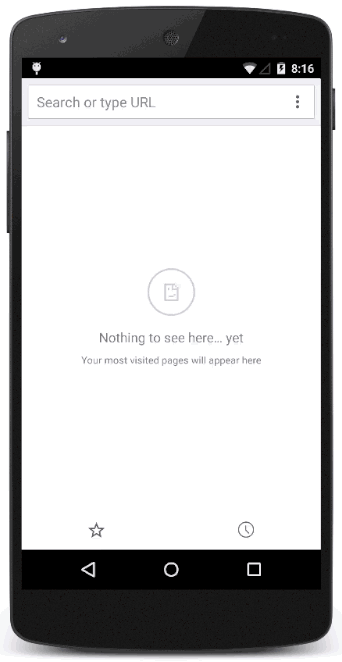 8:16
Search or type URL
Nothing to see here... yet
Your most visited pages will appear here